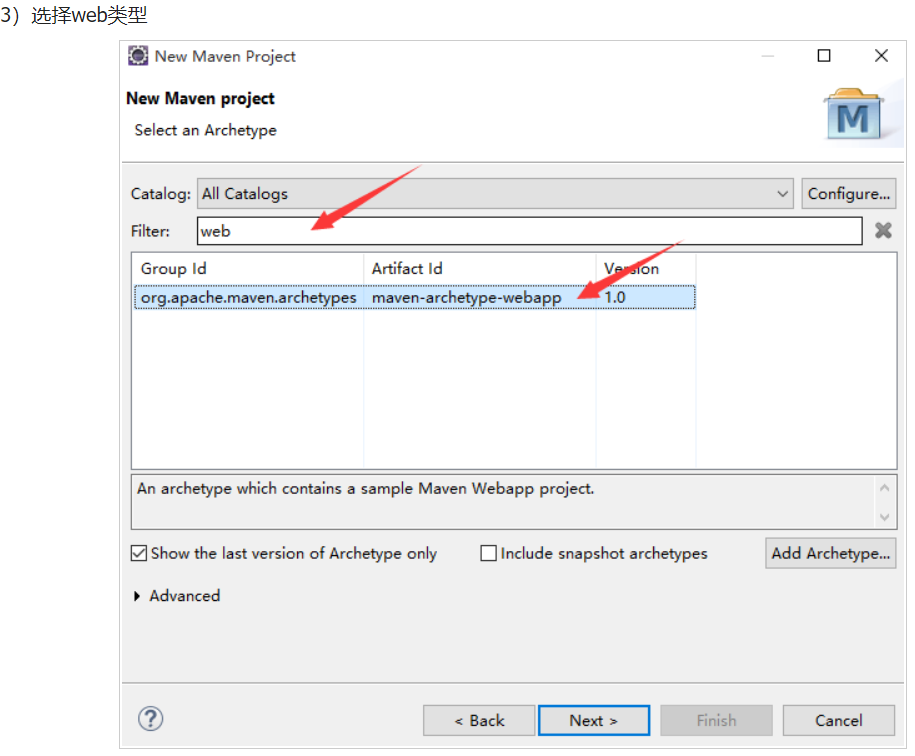 3）选择web类型
New Maven Project
New Maven project
Select an Archetype
M
Catalog: All Catalogs Configure...
Filter: web
Group Id Artifact Id Version
org.apache.maven.archetypes maven-archetype-webapp 1.0
An archetype which contains a sample Maven Webapp project.
Show the last version of Archetype only Include snapshot archetypes Add Archetype...
Advanced
? < Back Next > Finish Cancel